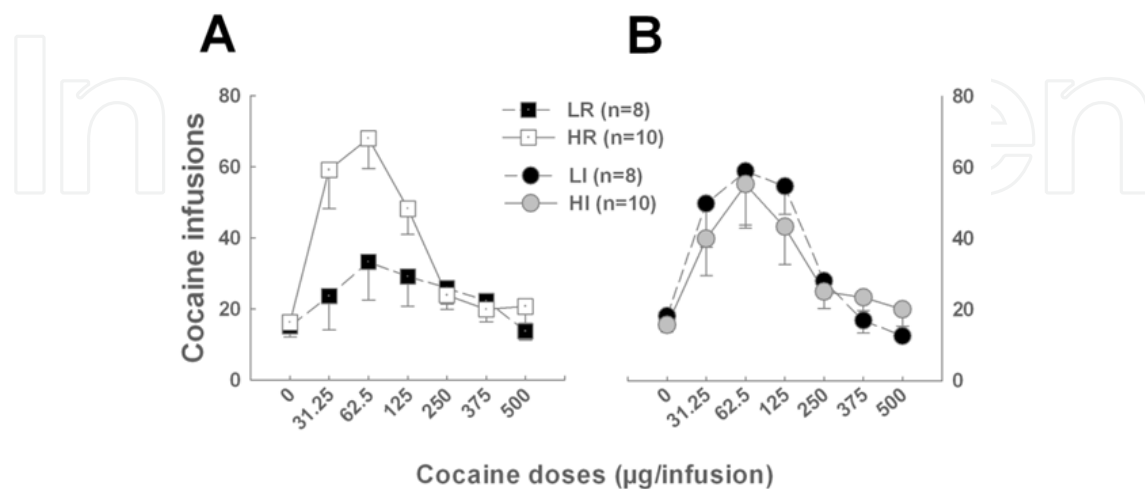 A
B
In
en
80
60
40
20
0
Cocaine infusions
LR (n=8)
HR (n=10)
LI (n=8)
HI (n=10)
80
60
40
20
0
0 31.25 62.5 125 250 375 500
0 31.25 62.5 125 250 375 500
Cocaine doses (μg/infusion)